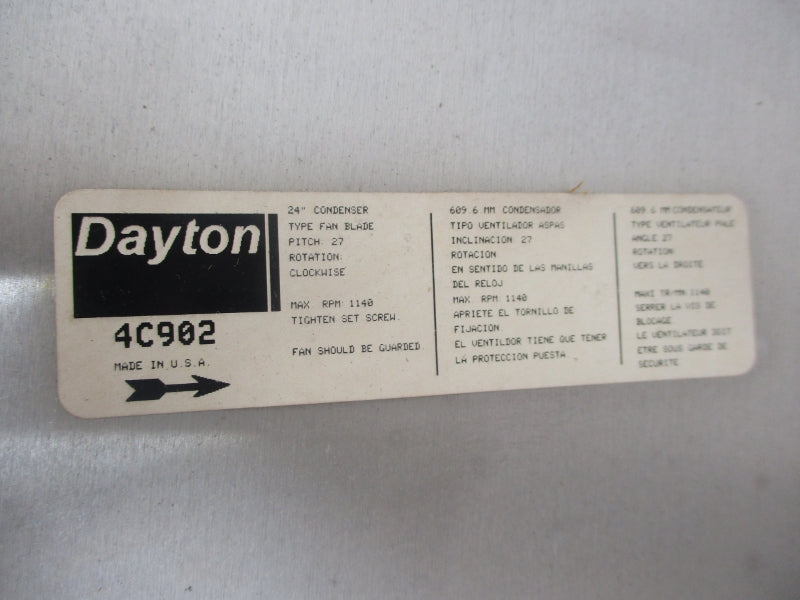 Dayton
4C902
MADE IN U.S.A.
24" CONDENSER
TYPE FAN BLADE
PITCH: 27
ROTATION:
CLOCKWISE
MAX. RPM: 1140
TIGHTEN SET SCREW.
FAN SHOULD BE GUARDED.
609.6 MM CONDENSADOR
TIPO VENTILADOR ASPAS
INCLINACION: 27
ROTACION
EN SENTIDO DE LAS MANILLAS
DEL RELOJ
MAX. RPM: 1140
APRIETE EL TORNILLO DE
FIJACION
EL VENTILDOR TIENE QUE TENER
LA PROTECCION PUESTA.
609.6 MM CONDENSATEUR
TYPE VENTILATEUR PALE
ANGLE 27
ROTATION
VERS LA DROITE
MAXI TR/MN:1140
SERRER LA VIS DE
BLOCAGE.
LE VENTILATEUR DOIT
ETRE SOUS GARDE DE
SECURITE